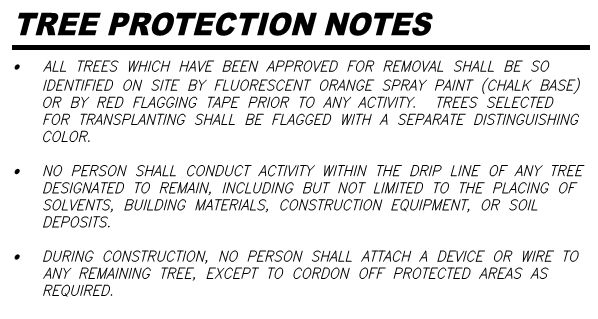 TREE PROTECTION NOTES
• ALL TREES WHICH HAVE BEEN APPROVED FOR REMOVAL SHALL BE SO
IDENTIFIED ON SITE BY FLUORESCENT ORANGE SPRAY PAINT (CHALK BASE)
OR BY RED FLAGGING TAPE PRIOR TO ANY ACTIVITY. TREES SELECTED
FOR TRANSPLANTING SHALL BE FLAGGED WITH A SEPARATE DISTINGUISHING
COLOR.
• NO PERSON SHALL CONDUCT ACTIVITY WITHIN THE DRIP LINE OF ANY TREE
DESIGNATED TO REMAIN, INCLUDING BUT NOT LIMITED TO THE PLACING OF
SOLVENTS, BUILDING MATERIALS, CONSTRUCTION EQUIPMENT, OR SOIL
DEPOSITS.
• DURING CONSTRUCTION, NO PERSON SHALL ATTACH A DEVICE OR WIRE TO
ANY REMAINING TREE, EXCEPT TO CORDON OFF PROTECTED AREAS AS
REQUIRED.